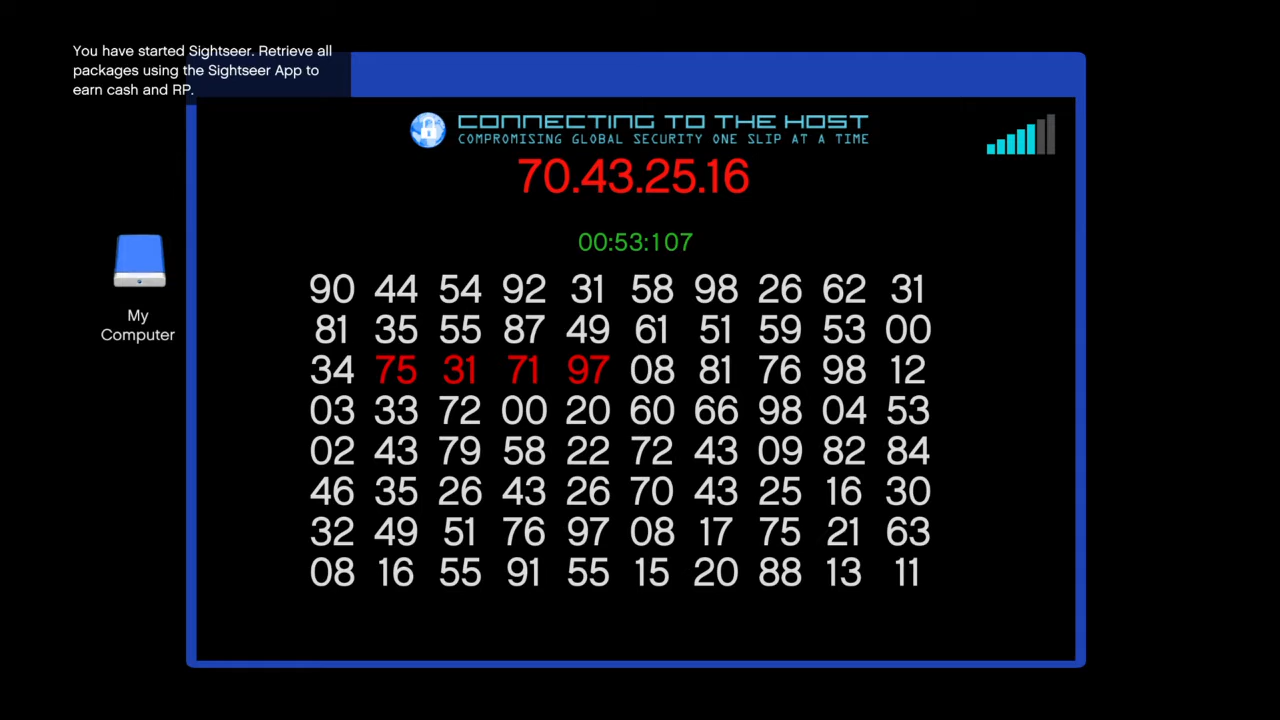 You have started Sightseer. Retrieve all
packages using the Sightseer App to
earn cash and RP.
CONNECTING TO THE HOST
COMPROMISING GLOBAL SECURITY ONE SLIP AT A TIME
70.43.25.16
00:53:107
90 44 54 92 31 58 98 26 62 31
81 35 55 87 49 61 51 59 53 00
34 75 31 71 97 08 81 76 98 12
03 33 72 00 20 60 66 98 04 53
02 43 79 58 22 72 43 09 82 84
46 35 26 43 26 70 43 25 16 30
32 49 51 76 97 08 17 75 21 63
08 16 55 91 55 15 20 88 13 11
My
Computer